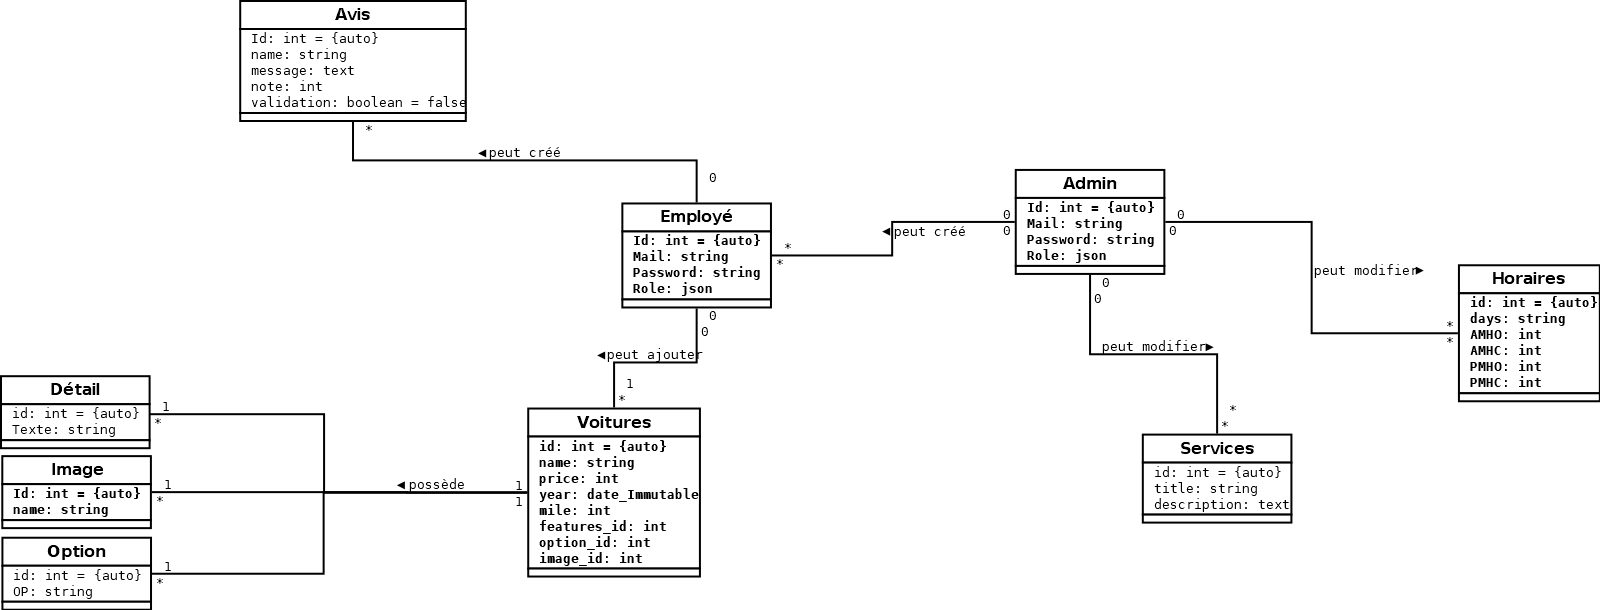 Avis
Id: int = {auto}
name: string
message: text
note: int
validation: boolean = false
*
◄peut créé
0
Employé
Id: int = {auto}
Mail: string
Password: string
Role: json
*
*
◄peut créé
0
0
Admin
Id: int = {auto}
Mail: string
Password: string
Role: json
0
0
peut modifier►
*
*
Horaires
id: int = {auto}
days: string
AMHO: int
AMHC: int
PMHO: int
PMHC: int
0
0
peut modifier►
*
*
Services
id: int = {auto}
title: string
description: text
0
0
◄peut ajouter
1
*
Voitures
id: int = {auto}
name: string
price: int
year: date_Immutable
mile: int
features_id: int
option_id: int
image_id: int
1
1
◄possède
Détail
id: int = {auto}
Texte: string
1
*
Image
Id: int = {auto}
name: string
1
*
Option
id: int = {auto}
OP: string
1
*